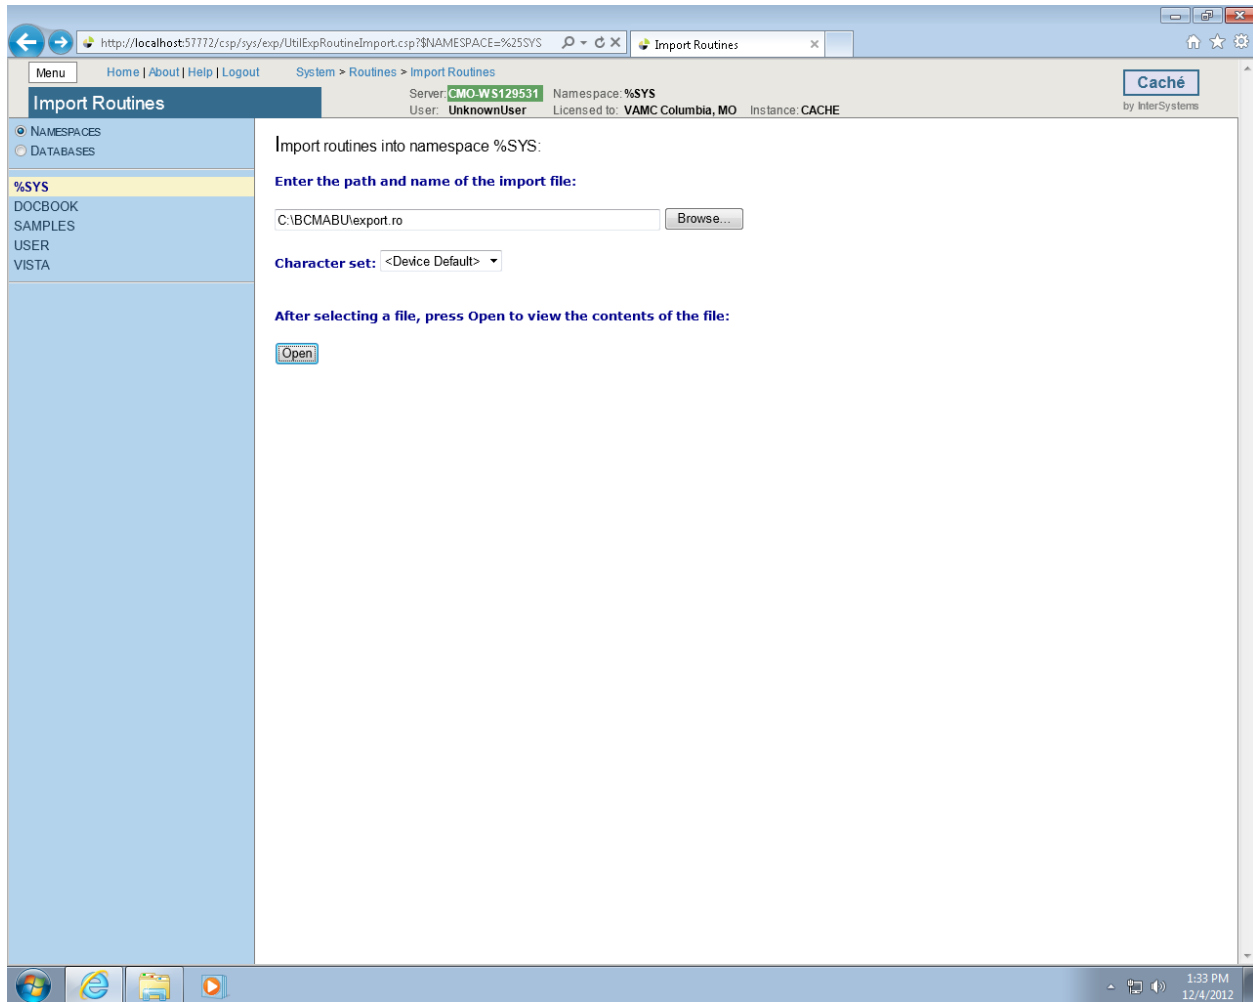 http://localhost:57772/csp/sys/exp/UtilExpRoutineImport.csp?$NAMESPACE=%25SYS
Import Routines
Menu Home | About | Help | Logout System > Routines > Import Routines
Server: CMO-WS129531 Namespace: %SYS
User: UnknownUser Licensed to: VAMC Columbia, MO Instance: CACHE
Caché
by InterSystems
Import Routines
NAMESPACES
DATABASES
%SYS
DOCBOOK
SAMPLES
USER
VISTA
Import routines into namespace %SYS:
Enter the path and name of the import file:
C:\BCMABU\export.ro Browse...
Character set: <Device Default>
After selecting a file, press Open to view the contents of the file:
Open
1:33 PM
12/4/2012